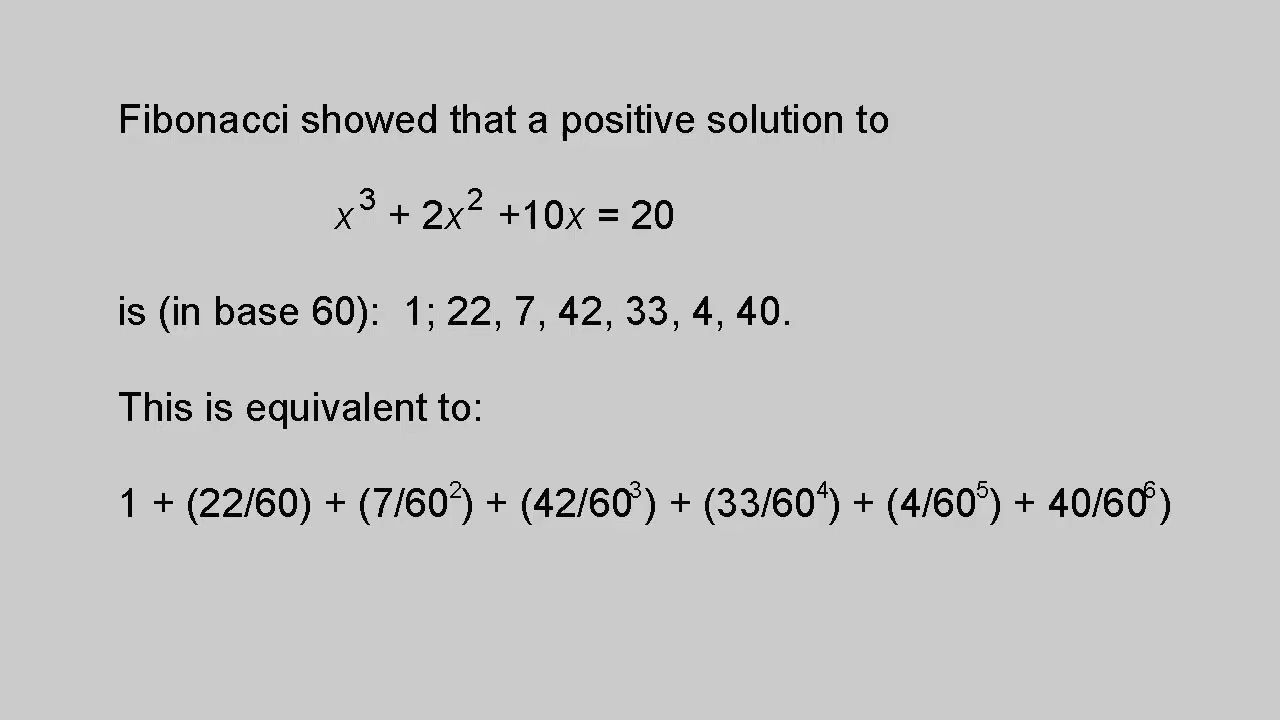 Fibonacci showed that a positive solution to
x³ + 2x² +10x = 20
is (in base 60): 1; 22, 7, 42, 33, 4, 40.
This is equivalent to:
1 + (22/60) + (7/60²) + (42/60³) + (33/60⁴) + (4/60⁵) + 40/60⁶)